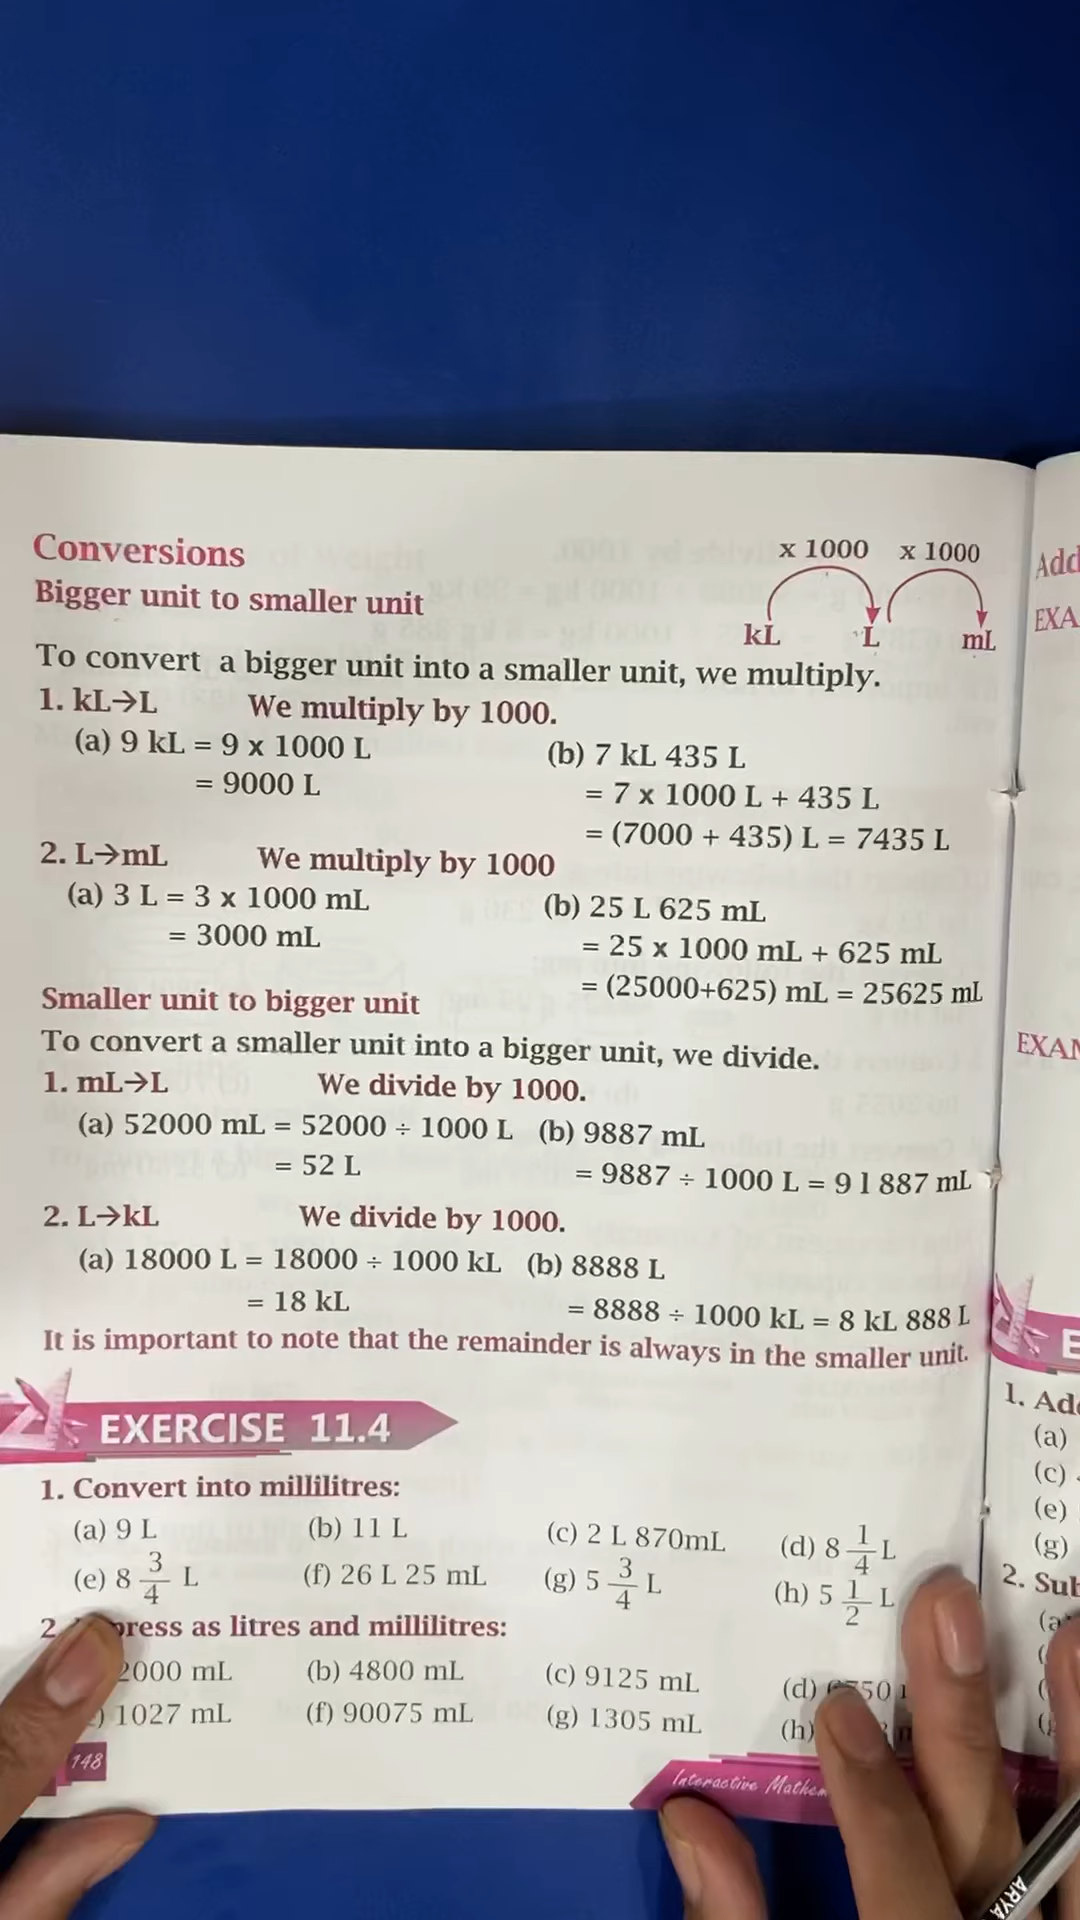 Conversions
x 1000 x 1000
Bigger unit to smaller unit
kL L mL
To convert a bigger unit into a smaller unit, we multiply.
1. kL→L We multiply by 1000.
(a) 9 kL = 9 x 1000 L
= 9000 L
(b) 7 kL 435 L
= 7 x 1000 L + 435 L
= (7000 + 435) L = 7435 L
2. L→mL We multiply by 1000
(a) 3 L = 3 x 1000 mL
= 3000 mL
(b) 25 L 625 mL
= 25 x 1000 mL + 625 mL
= (25000+625) mL = 25625 mL
Smaller unit to bigger unit
To convert a smaller unit into a bigger unit, we divide.
1. mL→L We divide by 1000.
(a) 52000 mL = 52000 ÷ 1000 L
= 52 L
(b) 9887 mL
= 9887 ÷ 1000 L = 9 1 887 mL
2. L→kL We divide by 1000.
(a) 18000 L = 18000 ÷ 1000 kL
= 18 kL
(b) 8888 L
= 8888 ÷ 1000 kL = 8 kL 888 L
It is important to note that the remainder is always in the smaller unit.
EXERCISE 11.4
1. Convert into millilitres:
(a) 9 L (b) 11 L (c) 2 L 870mL (d) 8 1/4 L
(e) 8 3/4 L (f) 26 L 25 mL (g) 5 3/4 L (h) 5 1/2 L
2 press as litres and millilitres:
2000 mL (b) 4800 mL (c) 9125 mL (d) 750
) 1027 mL (f) 90075 mL (g) 1305 mL (h)
148
Interactive Mathem
Add
EXA
EXAM
E
1. Ad
(a)
(c)
(e)
(g)
2. Sub
(a
ARYA